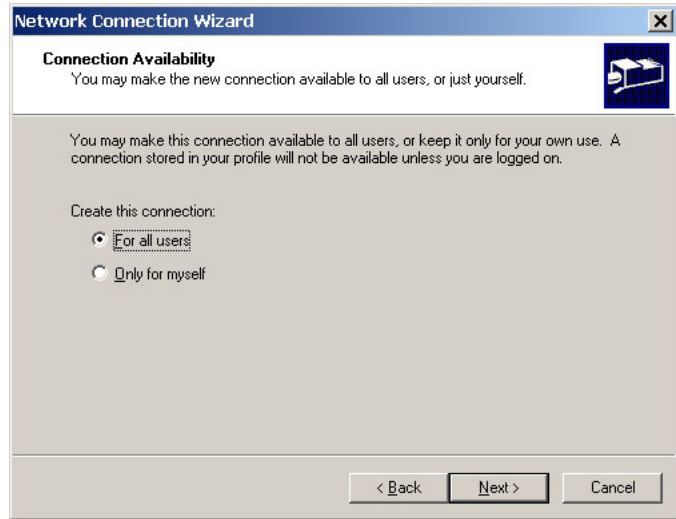 Network Connection Wizard
Connection Availability
You may make the new connection available to all users, or just yourself.
You may make this connection available to all users, or keep it only for your own use.  A
connection stored in your profile will not be available unless you are logged on.
Create this connection:
For all users
Only for myself
< Back
Next >
Cancel